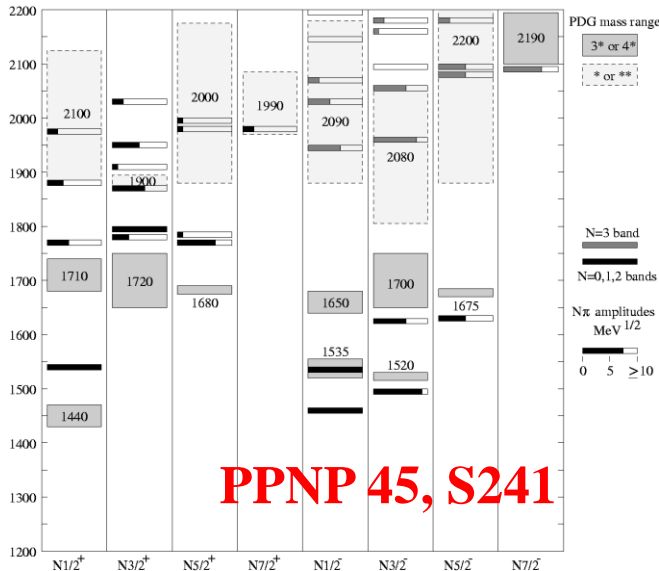 2200
2100
2000
1900
1800
1700
1600
1500
1400
1300
1200
2100
1710
1440
1900
1720
2000
1680
1990
2090
1650
1535
2080
1700
1520
2200
1675
2190
PPNP 45, S241
N1/2+
N3/2+
N5/2+
N7/2+
N1/2-
N3/2-
N5/2-
N7/2-
PDG mass range
3* or 4*
* or **
N=3 band
N=0,1,2 bands
Nπ amplitudes
MeV 1/2
0 5 ≥10